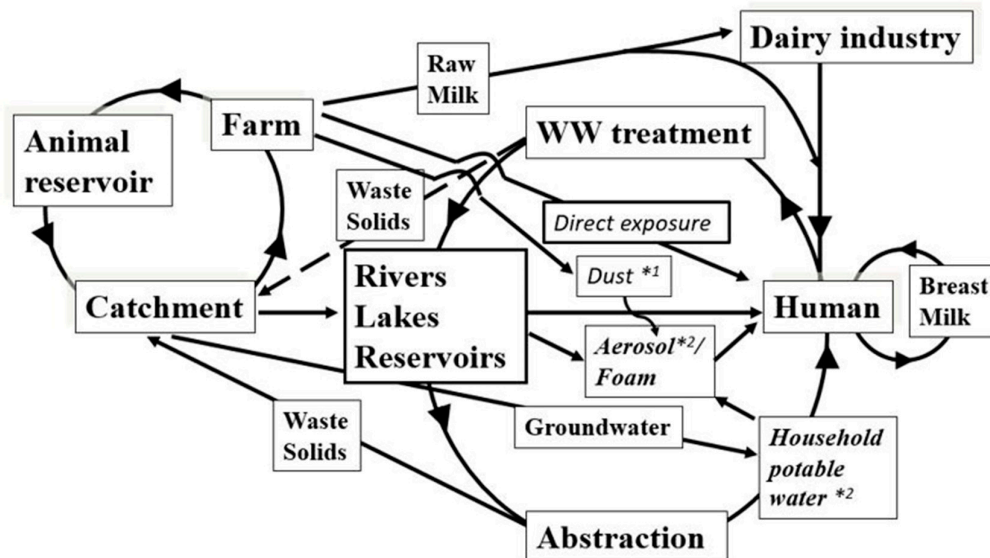 Dairy industry
Raw
Milk
Farm
WW treatment
Animal
reservoir
Waste
Solids
Direct exposure
Dust *1
Rivers
Lakes
Reservoirs
Catchment
Human
Breast
Milk
Aerosol*2/
Foam
Waste
Solids
Groundwater
Household
potable
water *2
Abstraction